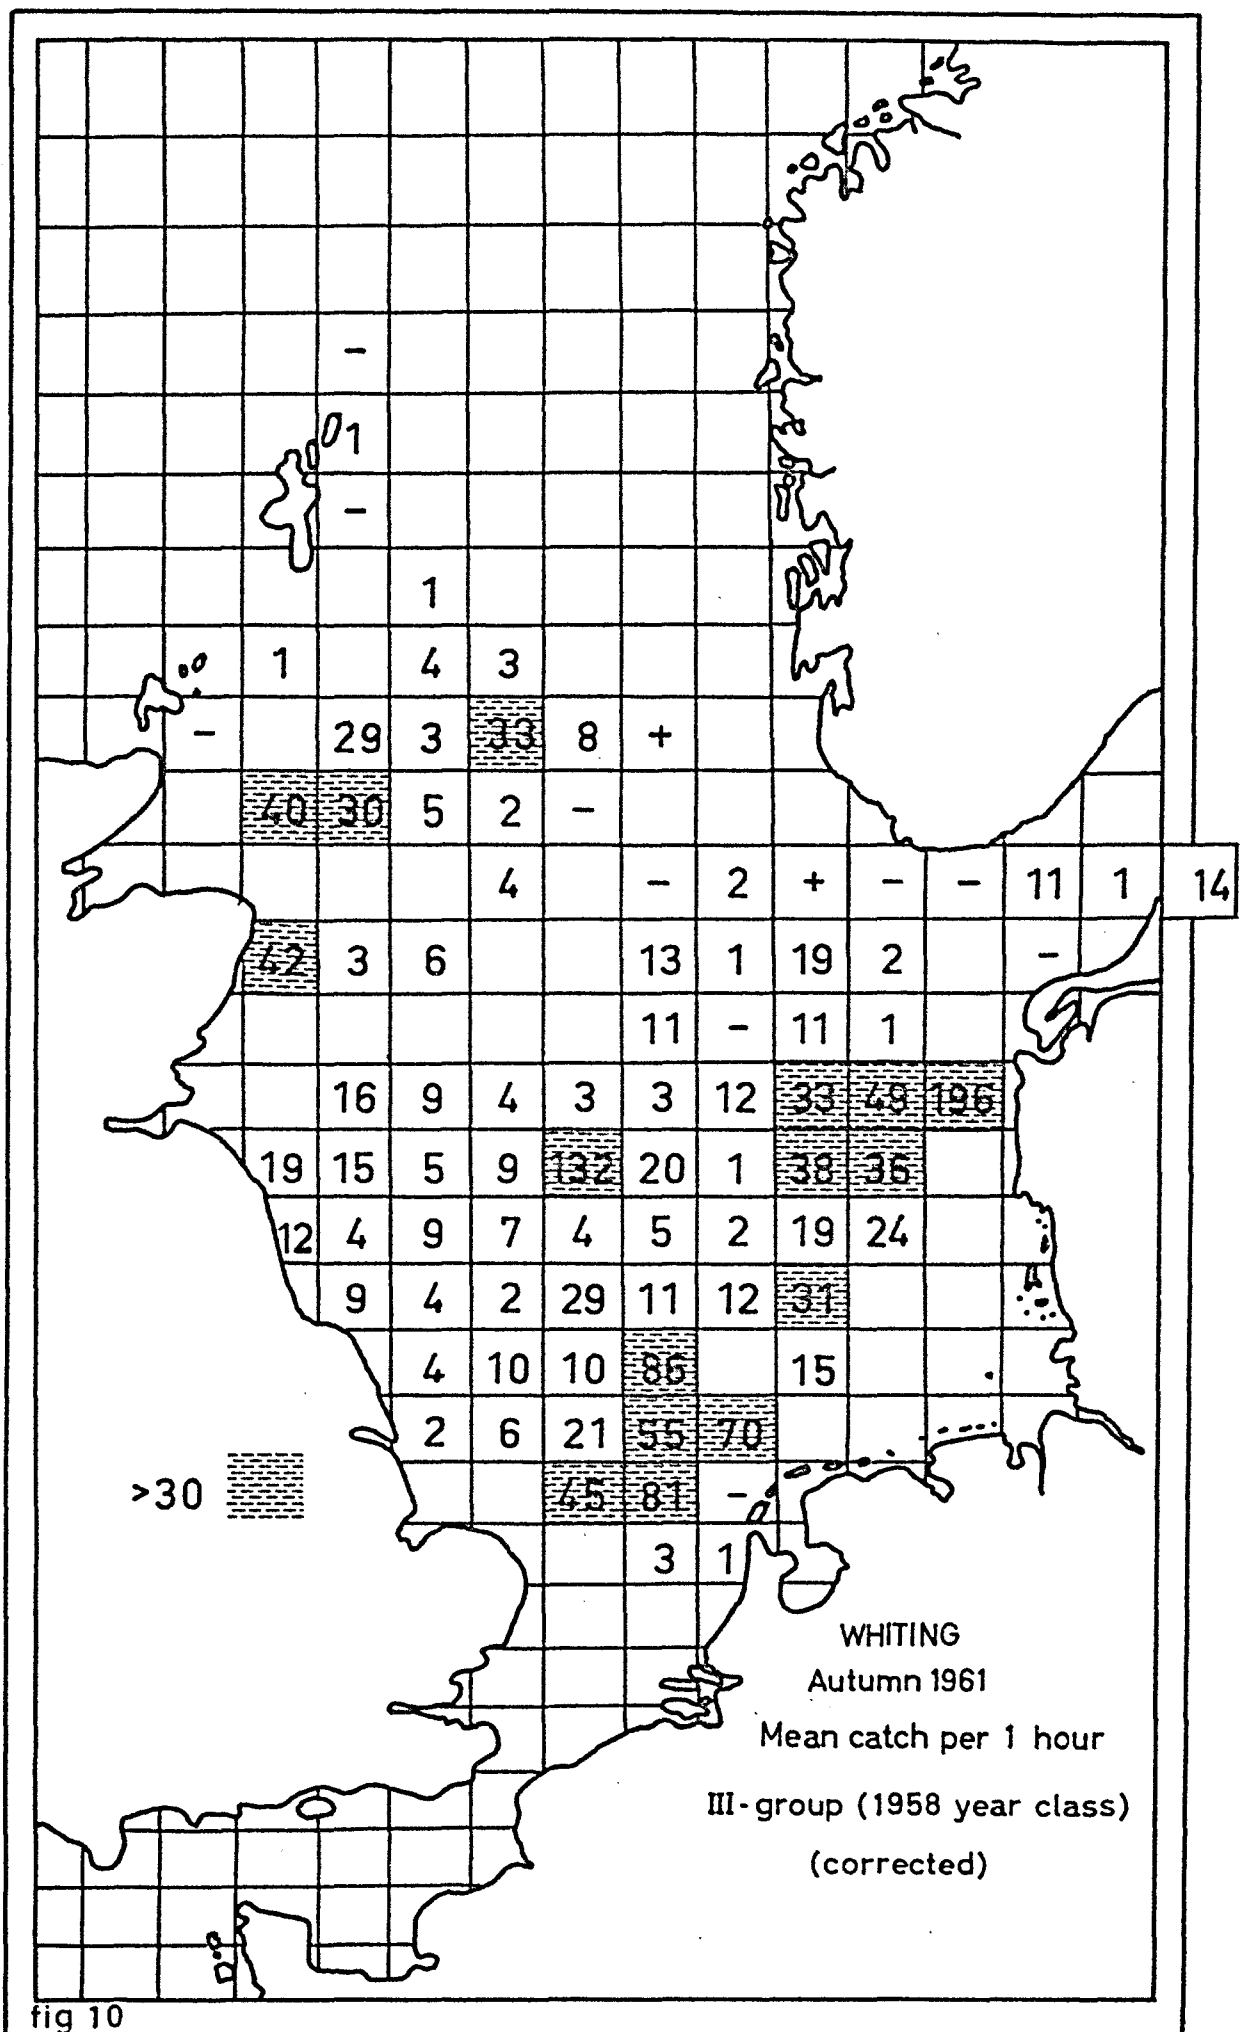 -
1
-
1
1 4 3
- 29 3 33 8 +
40 30 5 2 -
4 - 2 + - - 11 1 14
42 3 6 13 1 19 2 -
11 - 11 1
16 9 4 3 3 12 33 49 196
19 15 5 9 132 20 1 38 36
12 4 9 7 4 5 2 19 24
9 4 2 29 11 12 31
4 10 10 86 15
2 6 21 55 70
>30 45 81 -
3 1
WHITING
Autumn 1961
Mean catch per 1 hour
III-group (1958 year class)
(corrected)
fig 10